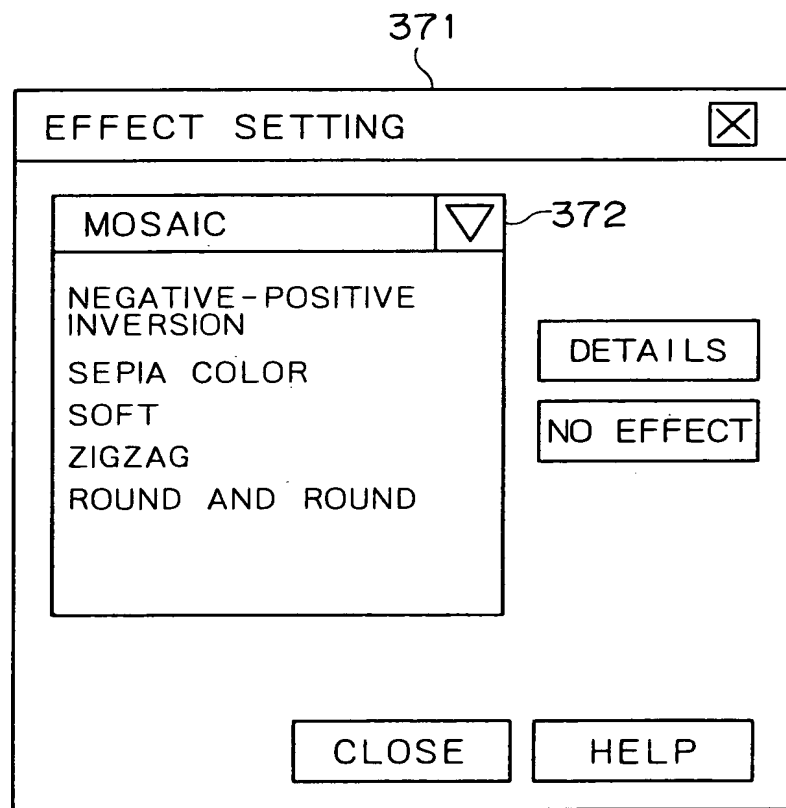 371
EFFECT SETTING
MOSAIC
372
NEGATIVE-POSITIVE
INVERSION
SEPIA COLOR
SOFT
ZIGZAG
ROUND AND ROUND
DETAILS
NO EFFECT
CLOSE
HELP